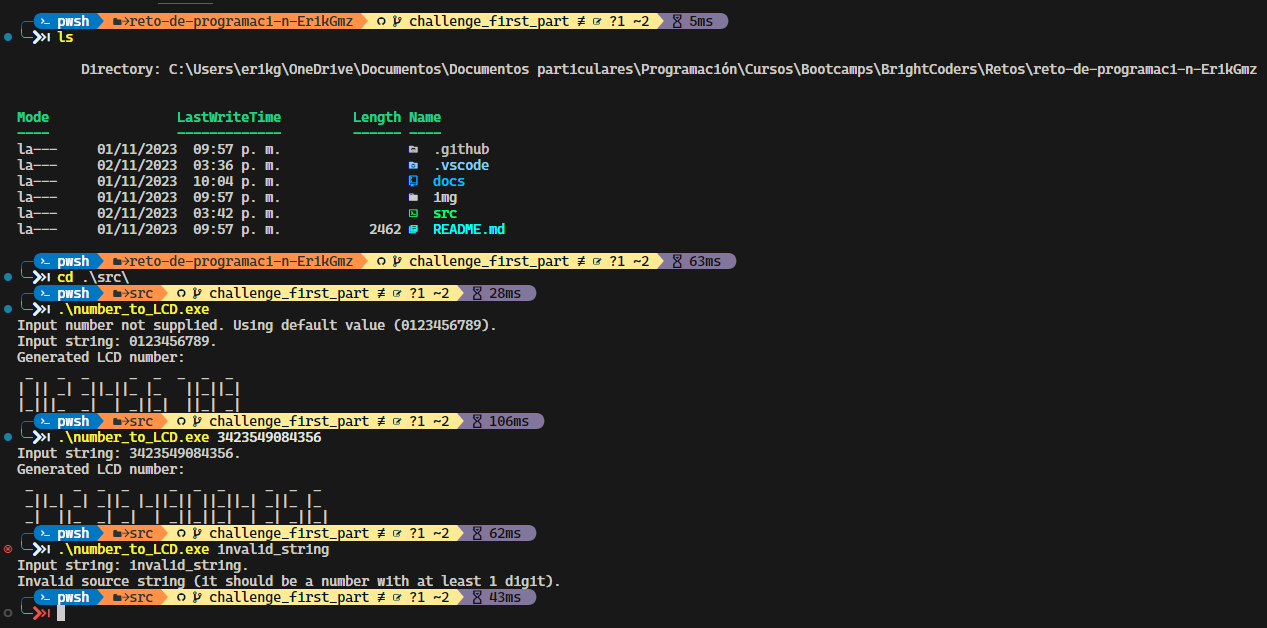 pwsh reto-de-programaci-n-ErikGmz challenge_first_part ≢ ?1 ~2 5ms
ls
Directory: C:\Users\erikg\OneDrive\Documentos\Documentos particulares\Programación\Cursos\Bootcamps\BrightCoders\Retos\reto-de-programaci-n-ErikGmz
Mode LastWriteTime Length Name
---- ------------- ------ ----
la--- 01/11/2023 09:57 p. m. .github
la--- 02/11/2023 03:36 p. m. .vscode
la--- 01/11/2023 10:04 p. m. docs
la--- 01/11/2023 09:57 p. m. img
la--- 02/11/2023 03:42 p. m. src
la--- 01/11/2023 09:57 p. m. 2462 README.md
pwsh reto-de-programaci-n-ErikGmz challenge_first_part ≢ ?1 ~2 63ms
cd .\src\
pwsh src challenge_first_part ≢ ?1 ~2 28ms
.\number_to_LCD.exe
Input number not supplied. Using default value (0123456789).
Input string: 0123456789.
Generated LCD number:
 _     _  _     _  _  _  _  _
| |  | _| _||_||_ |_   ||_||_|
|_|  ||_  _|  | _||_|  ||_| _|
pwsh src challenge_first_part ≢ ?1 ~2 106ms
.\number_to_LCD.exe 3423549084356
Input string: 3423549084356.
Generated LCD number:
 _     _  _  _     _  _  _     _  _  _
 _||_| _| _||_ |_||_|| ||_||_| _||_ |_
 _|  ||_  _| _|  | _||_||_|  | _| _||_|
pwsh src challenge_first_part ≢ ?1 ~2 62ms
.\number_to_LCD.exe invalid_string
Input string: invalid_string.
Invalid source string (it should be a number with at least 1 digit).
pwsh src challenge_first_part ≢ ?1 ~2 43ms